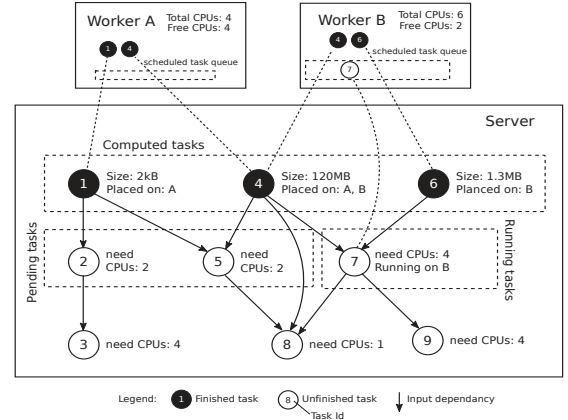 Worker A
Total CPUs: 4
Free CPUs: 4
1
4
scheduled task queue
Worker B
Total CPUs: 6
Free CPUs: 2
4
6
scheduled task queue
7
Server
Computed tasks
1
Size: 2kB
Placed on: A
4
Size: 120MB
Placed on: A, B
6
Size: 1.3MB
Planced on: B
Pending tasks
2
need
CPUs: 2
5
need
CPUs: 2
7
need CPUs: 4
Running on B
Running tasks
3
need CPUs: 4
8
need CPUs: 1
9
need CPUs: 4
Legend:
1
Finished task
8
Unfinished task
Task Id
Input dependancy